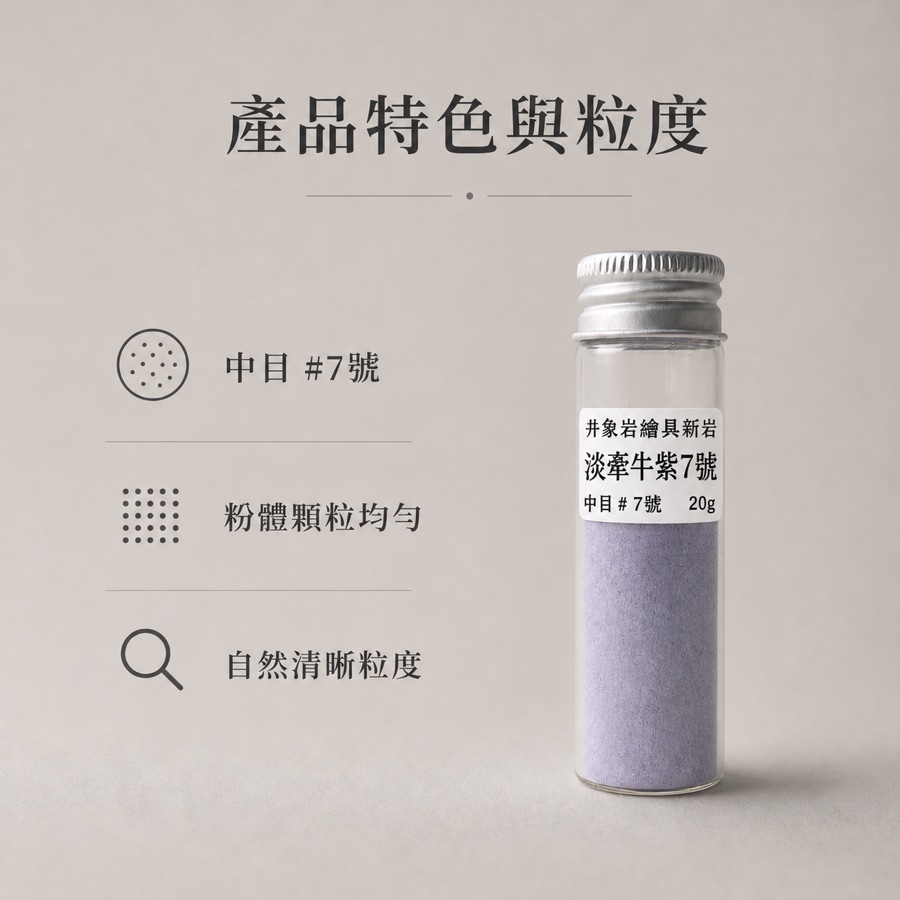 產品特色與粒度
中目 #7號
粉體顆粒均勻
自然清晰粒度
井象岩繪具新岩
淡牽牛紫7號
中目 # 7號 20g